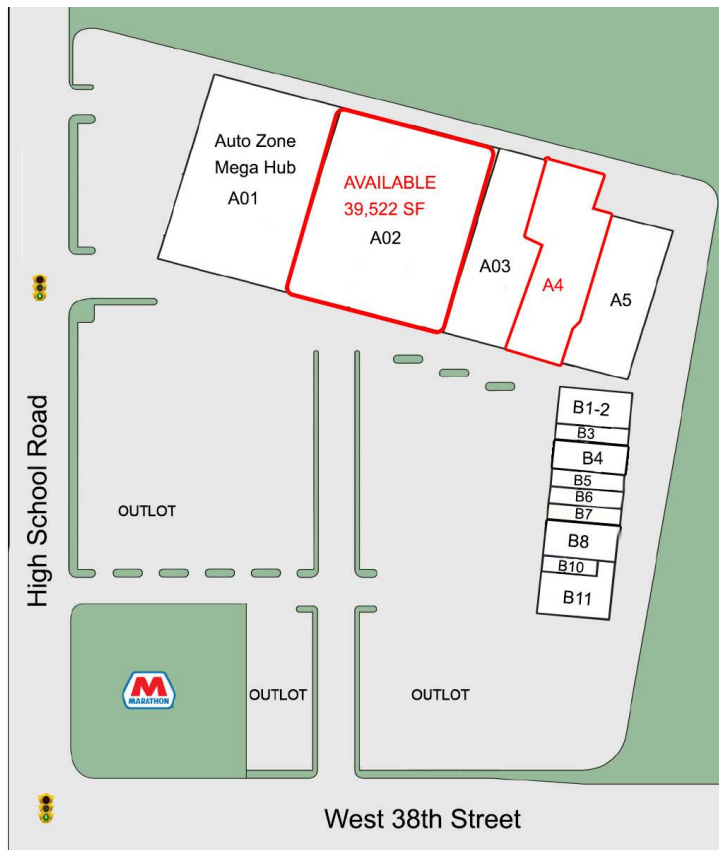 Auto Zone
Mega Hub
A01
AVAILABLE
39,522 SF
A02
A03
A4
A5
B1-2
B3
B4
B5
B6
B7
B8
B10
B11
OUTLOT
High School Road
M
MARATHON
OUTLOT
OUTLOT
West 38th Street